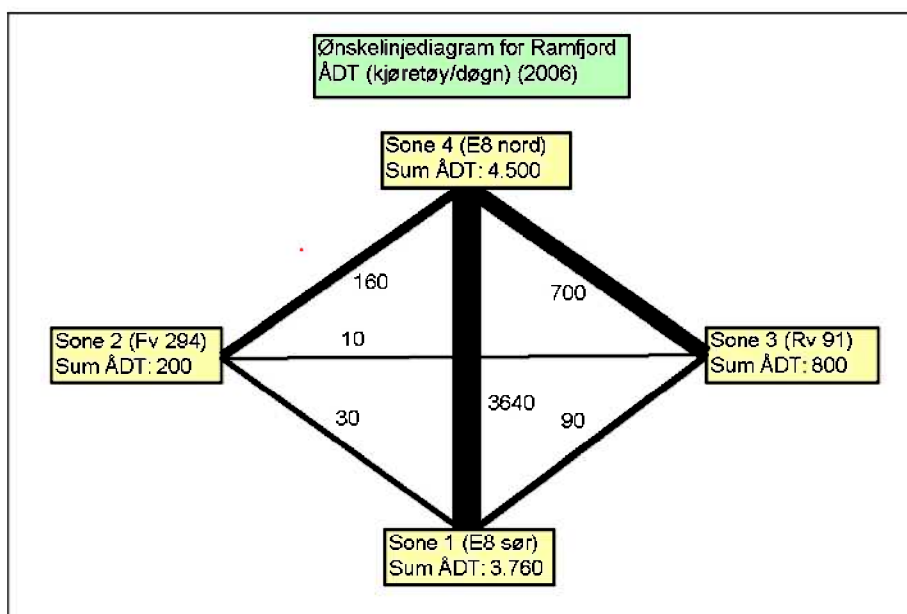 Ønskelinjediagram for Ramfjord
ÅDT (kjøretøy/døgn) (2006)
Sone 4 (E8 nord)
Sum ÅDT: 4.500
160
700
Sone 2 (Fv 294)
Sum ÅDT: 200
10
Sone 3 (Rv 91)
Sum ÅDT: 800
30
3640
90
Sone 1 (E8 sør)
Sum ÅDT: 3.760